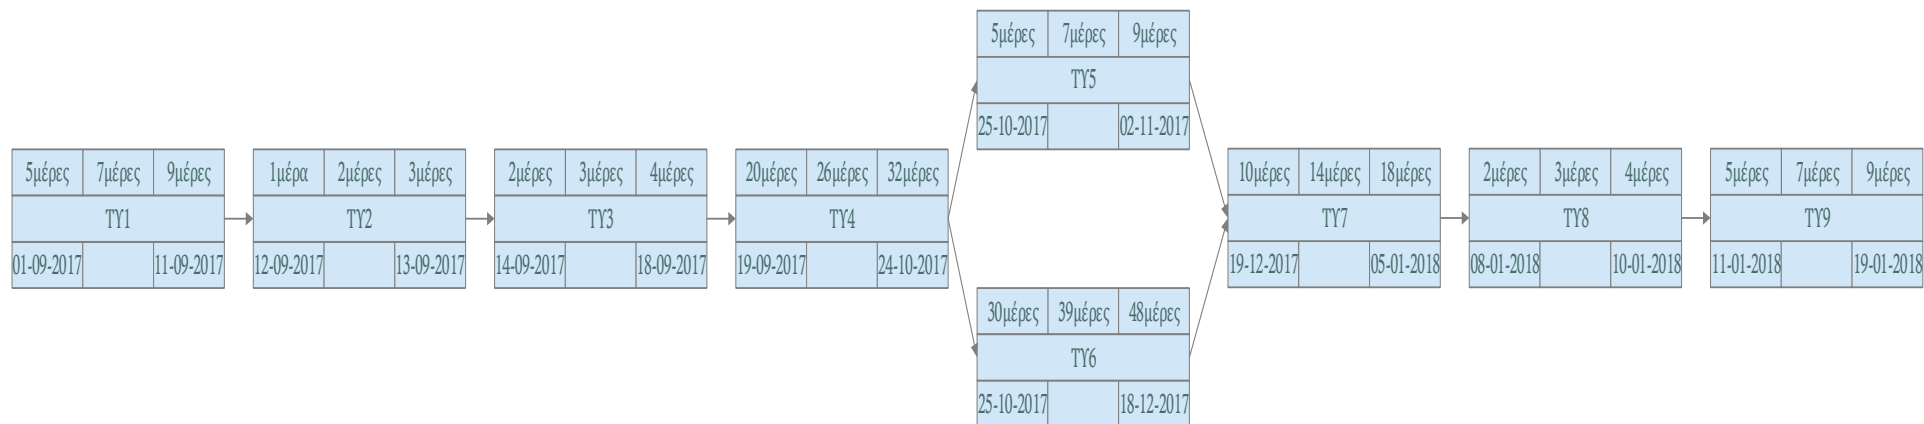 5μέρες 7μέρες 9μέρες
ΤΥ1
01-09-2017 11-09-2017
1μέρα 2μέρες 3μέρες
ΤΥ2
12-09-2017 13-09-2017
2μέρες 3μέρες 4μέρες
ΤΥ3
14-09-2017 18-09-2017
20μέρες 26μέρες 32μέρες
ΤΥ4
19-09-2017 24-10-2017
5μέρες 7μέρες 9μέρες
ΤΥ5
25-10-2017 02-11-2017
30μέρες 39μέρες 48μέρες
ΤΥ6
25-10-2017 18-12-2017
10μέρες 14μέρες 18μέρες
ΤΥ7
19-12-2017 05-01-2018
2μέρες 3μέρες 4μέρες
ΤΥ8
08-01-2018 10-01-2018
5μέρες 7μέρες 9μέρες
ΤΥ9
11-01-2018 19-01-2018